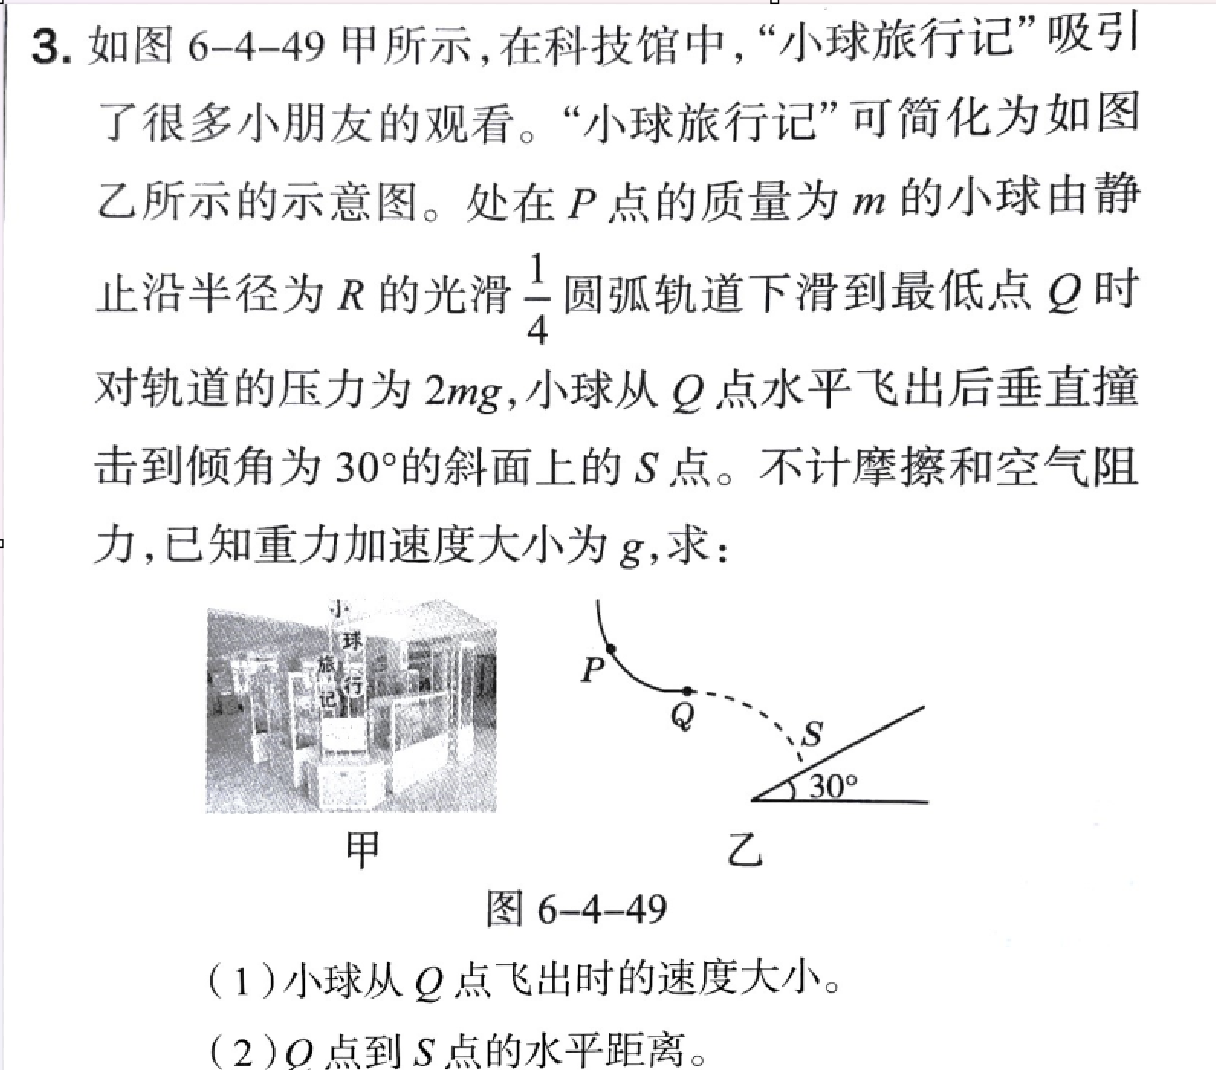 3. 如图 6-4-49 甲所示,在科技馆中,“小球旅行记”吸引
了很多小朋友的观看。“小球旅行记”可简化为如图
乙所示的示意图。处在 P 点的质量为 m 的小球由静
止沿半径为 R 的光滑 1/4 圆弧轨道下滑到最低点 Q 时
对轨道的压力为 2mg,小球从 Q 点水平飞出后垂直撞
击到倾角为 30°的斜面上的 S 点。不计摩擦和空气阻
力,已知重力加速度大小为 g,求：
小
球
旅
行
记
P
Q
S
30°
甲
乙
图 6-4-49
(1)小球从 Q 点飞出时的速度大小。
(2)Q 点到 S 点的水平距离。